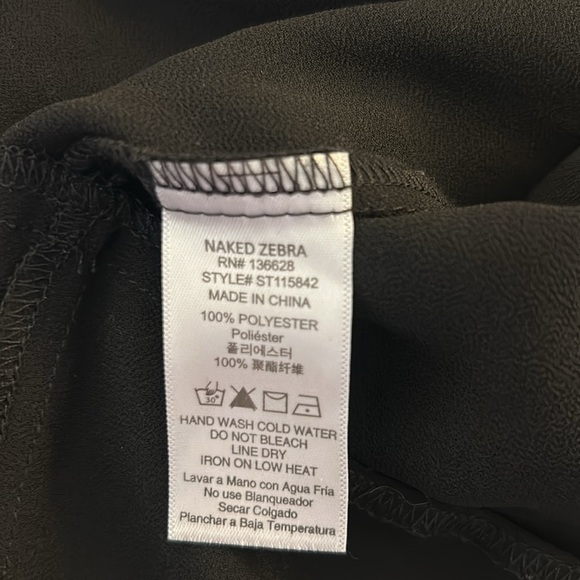 NAKED ZEBRA
RN# 136628
STYLE# ST115842
MADE IN CHINA
100% POLYESTER
Poliéster
폴리에스터
100% 聚酯纤维
30°
HAND WASH COLD WATER
DO NOT BLEACH
LINE DRY
IRON ON LOW HEAT
Lavar a Mano con Agua Fría
No use Blanqueador
Secar Colgado
Planchar a Baja Temperatura